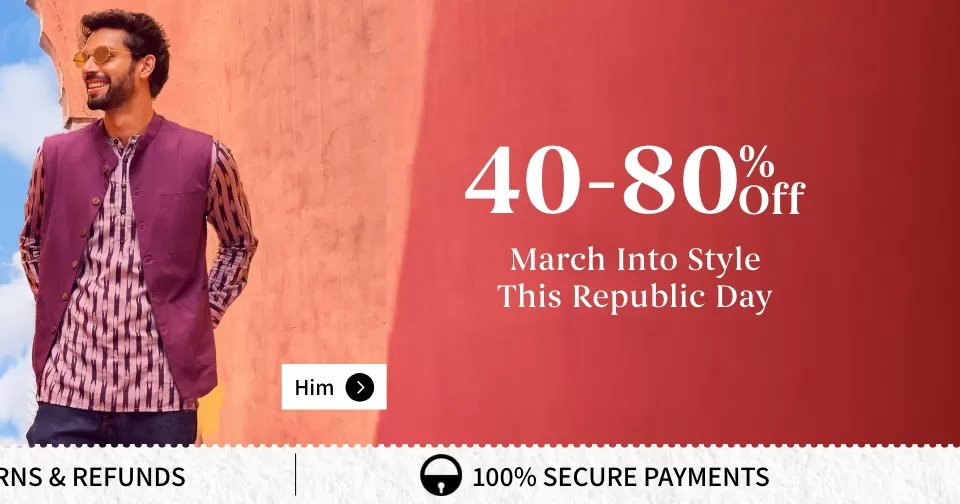 40-80% Off
March Into Style
This Republic Day
Him
RNS & REFUNDS
100% SECURE PAYMENTS